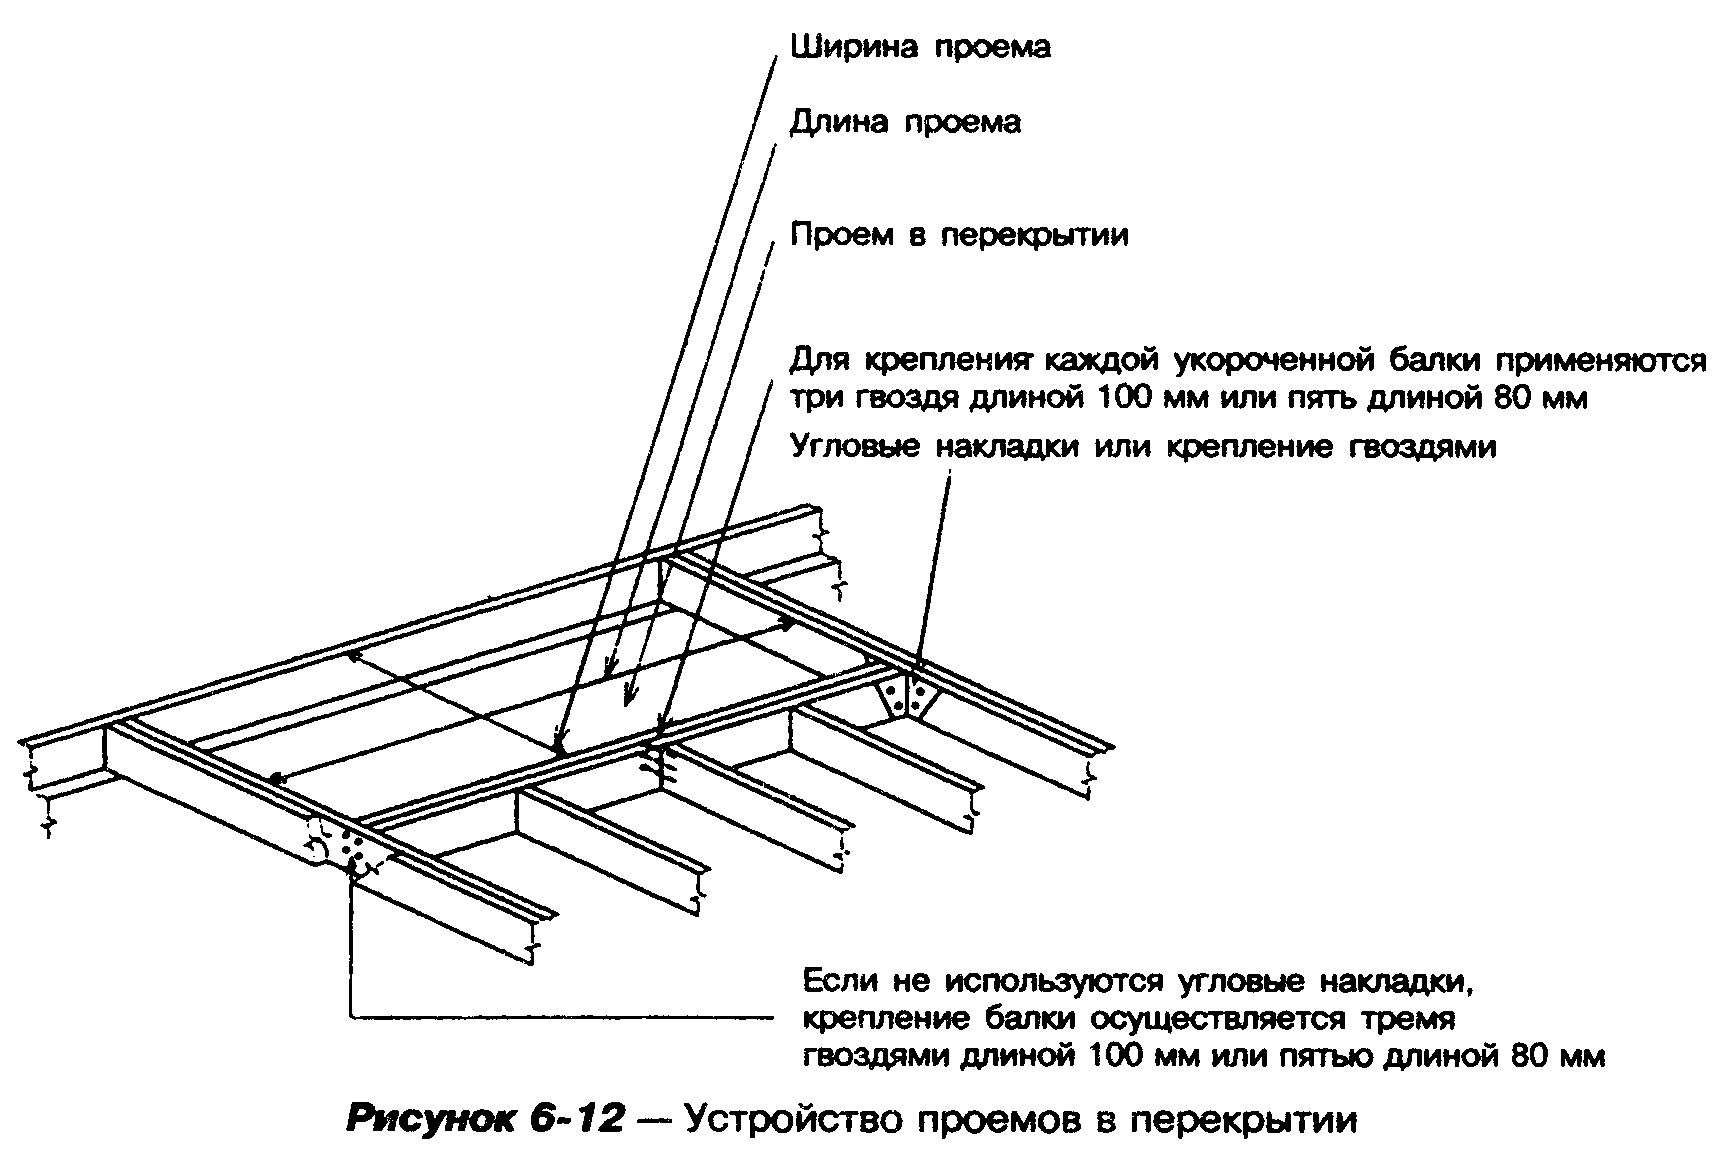 Ширина проема
Длина проема
Проем в перекрытии
Для крепления каждой укороченной балки применяются
три гвоздя длиной 100 мм или пять длиной 80 мм
Угловые накладки или крепление гвоздями
Если не используются угловые накладки,
крепление балки осуществляется тремя
гвоздями длиной 100 мм или пятью длиной 80 мм
Рисунок 6-12 — Устройство проемов в перекрытии